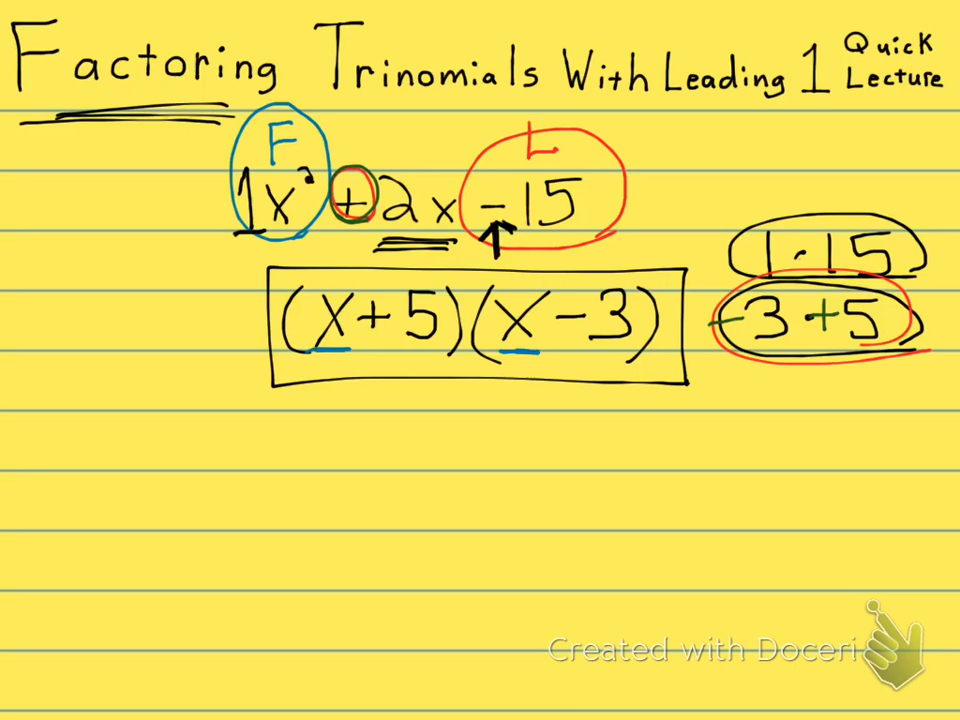 Factoring Trinomials With Leading 1 Quick
Lecture
F
L
1x² + 2x - 15
1 · 15
(x + 5)(x - 3)
- 3 · + 5
Created with Doceri